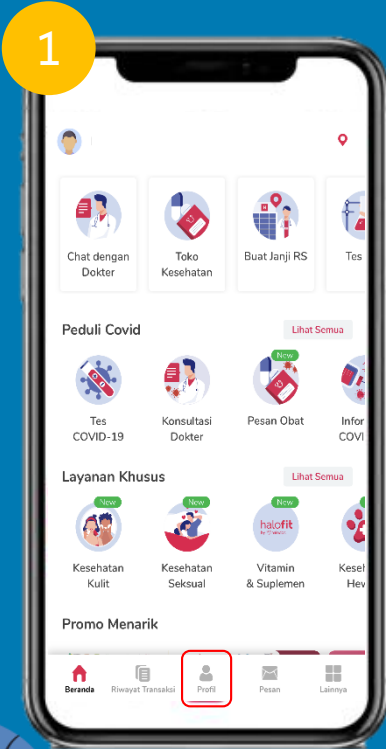 1
Chat dengan
Dokter
Toko
Kesehatan
Buat Janji RS
Tes
Peduli Covid
Lihat Semua
New
Tes
COVID-19
Konsultasi
Dokter
Pesan Obat
Infor
COVI
Layanan Khusus
Lihat Semua
New
New
New
halofit
Kesehatan
Kulit
Kesehatan
Seksual
Vitamin
& Suplemen
Keseh
Hew
Promo Menarik
Beranda
Riwayat Transaksi
Profil
Pesan
Lainnya